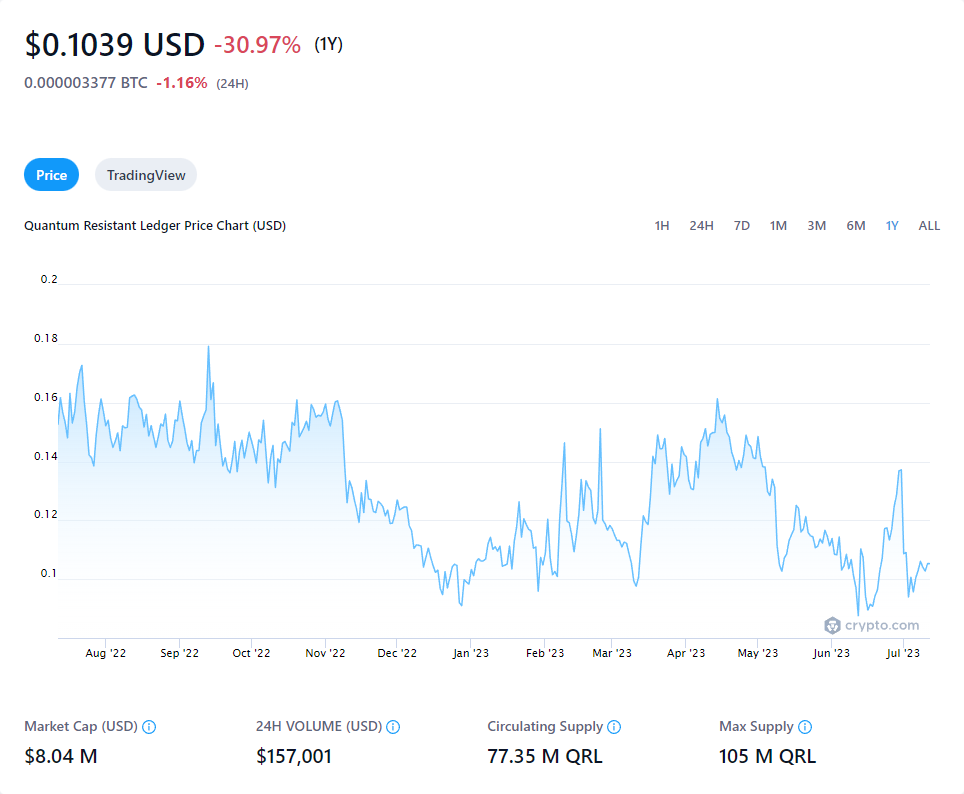 $0.1039 USD -30.97% (1Y)
0.000003377 BTC -1.16% (24H)
Price TradingView
Quantum Resistant Ledger Price Chart (USD) 1H 24H 7D 1M 3M 6M 1Y ALL
0.2
0.18
0.16
0.14
0.12
0.1
crypto.com
Aug '22 Sep '22 Oct '22 Nov '22 Dec '22 Jan '23 Feb '23 Mar '23 Apr '23 May '23 Jun '23 Jul '23
Market Cap (USD) 24H VOLUME (USD) Circulating Supply Max Supply
$8.04 M $157,001 77.35 M QRL 105 M QRL